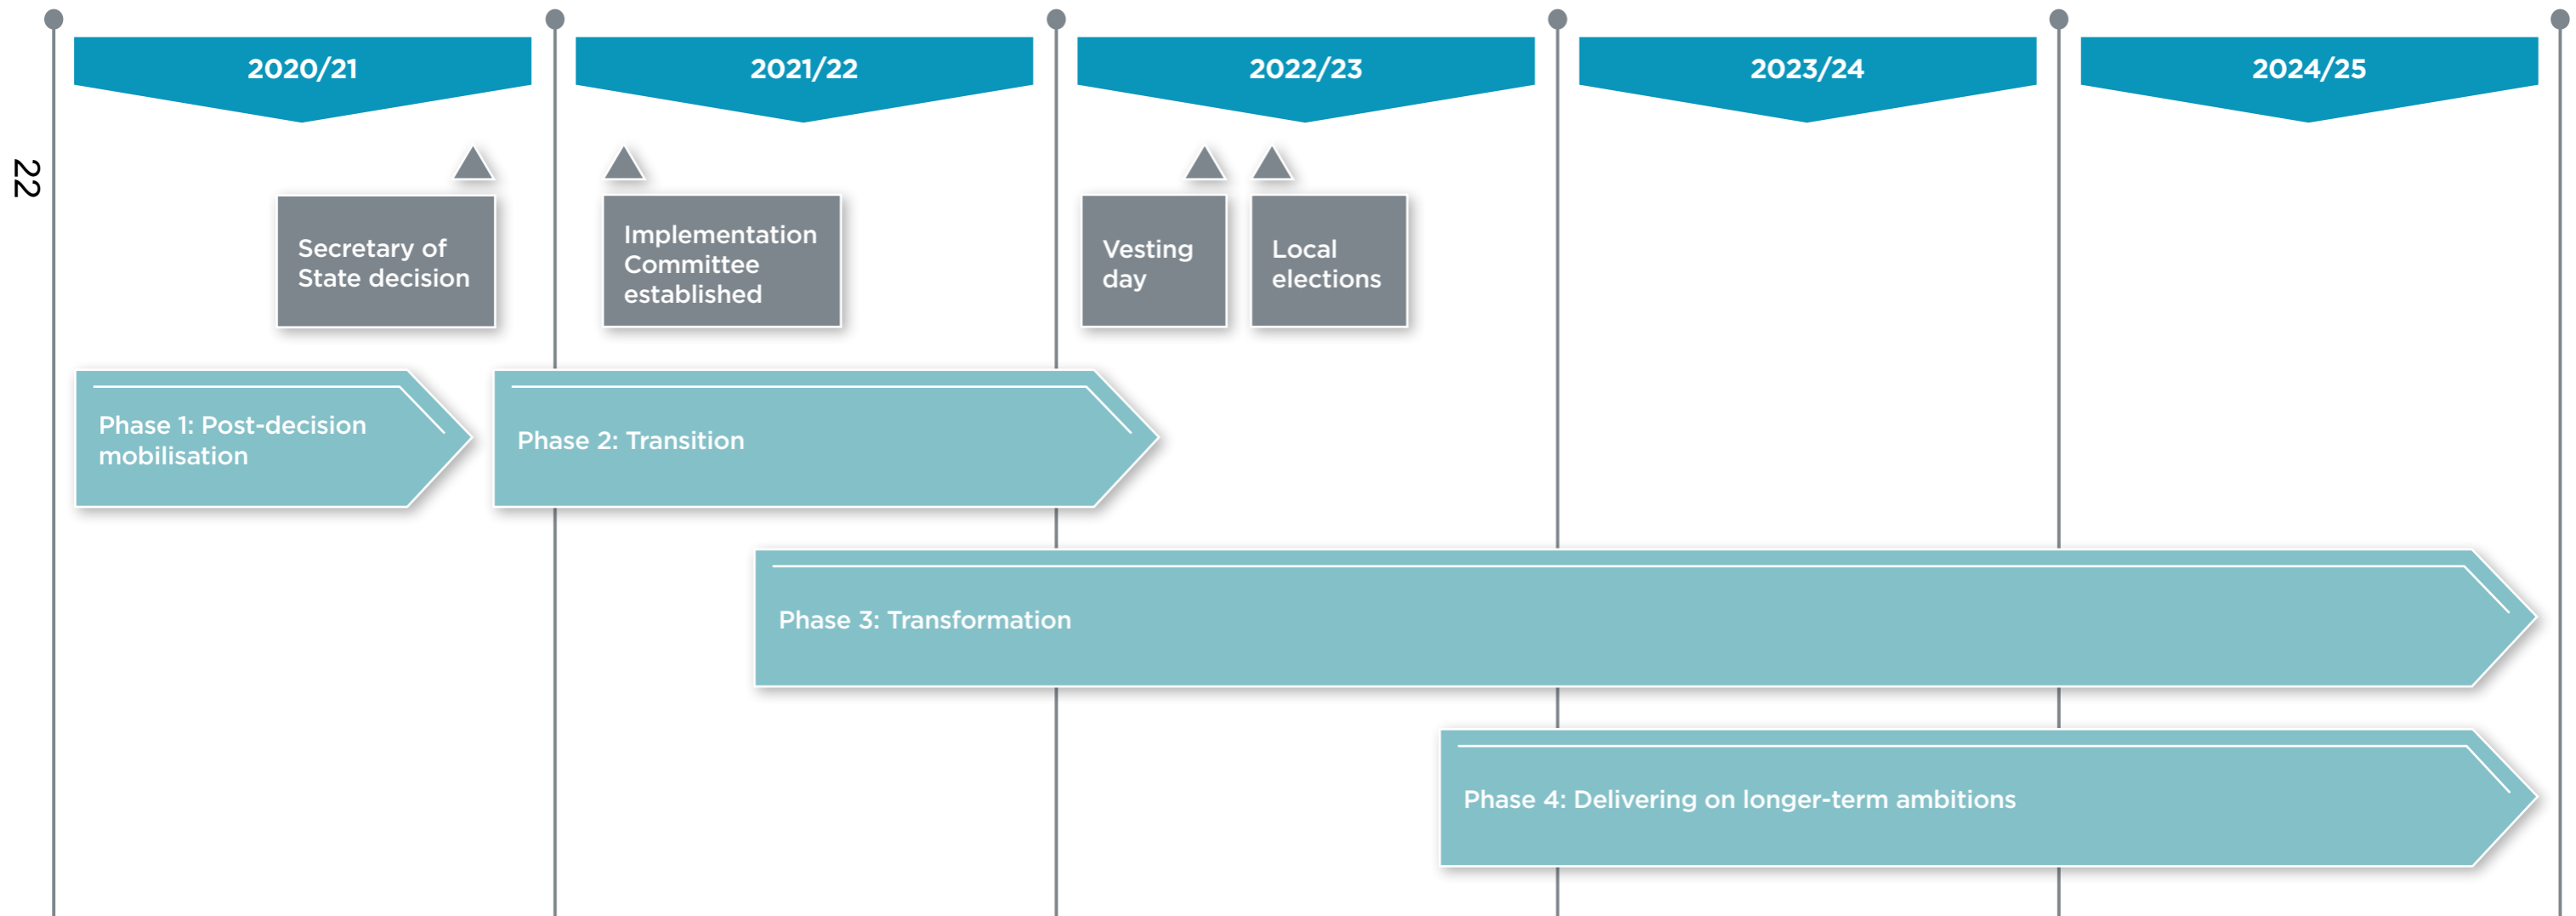 2020/21
2021/22
2022/23
2023/24
2024/25
22
Secretary of
State decision
Implementation
Committee
established
Vesting
day
Local
elections
Phase 1: Post-decision
mobilisation
Phase 2: Transition
Phase 3: Transformation
Phase 4: Delivering on longer-term ambitions